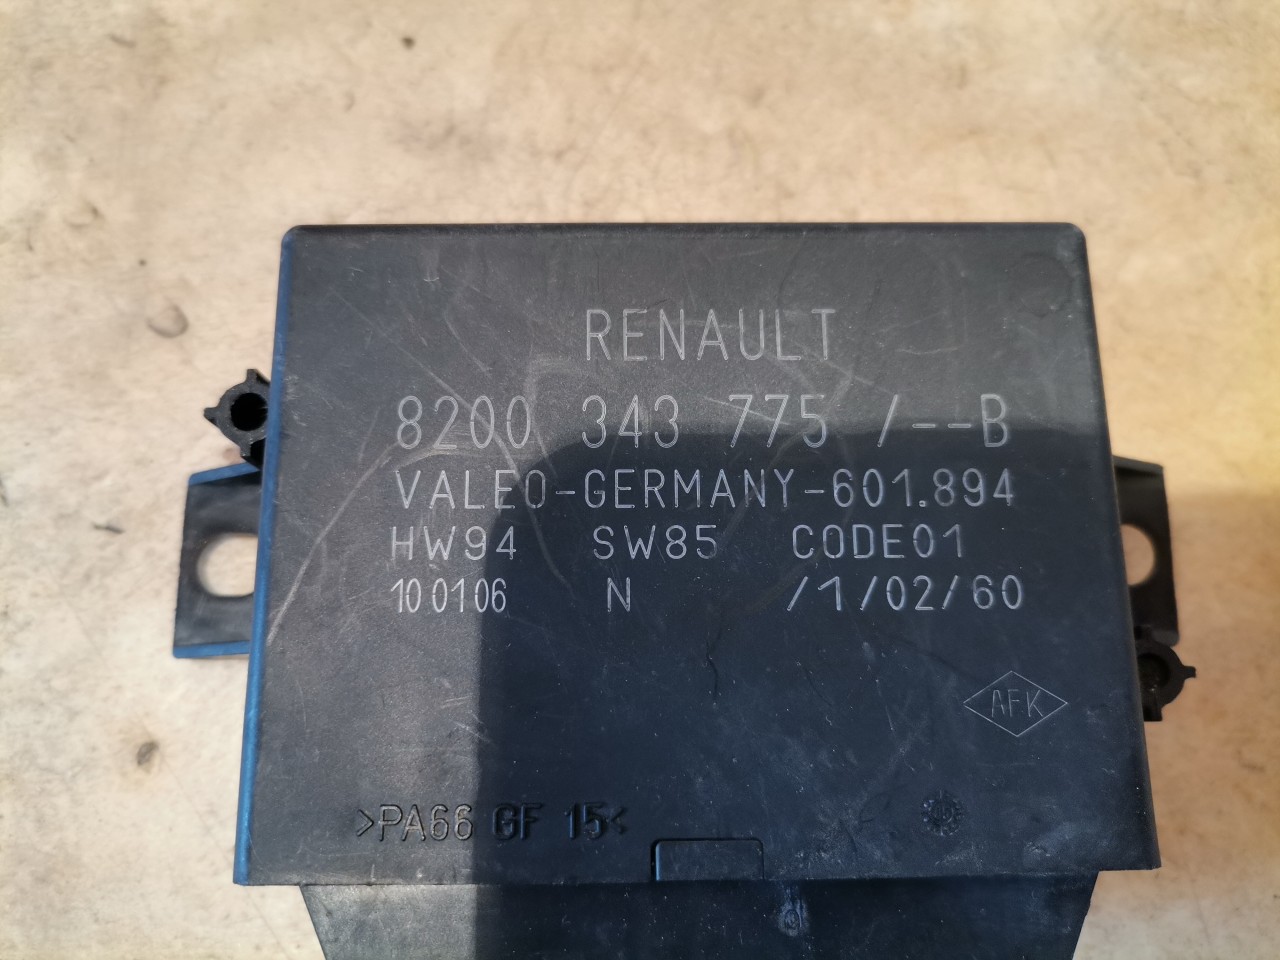 RENAULT
8200 343 775 /--B
VALEO-GERMANY-601.894
HW94 SW85 CODE01
100106 N /1/02/60
AFK
>PA66 GF 15<